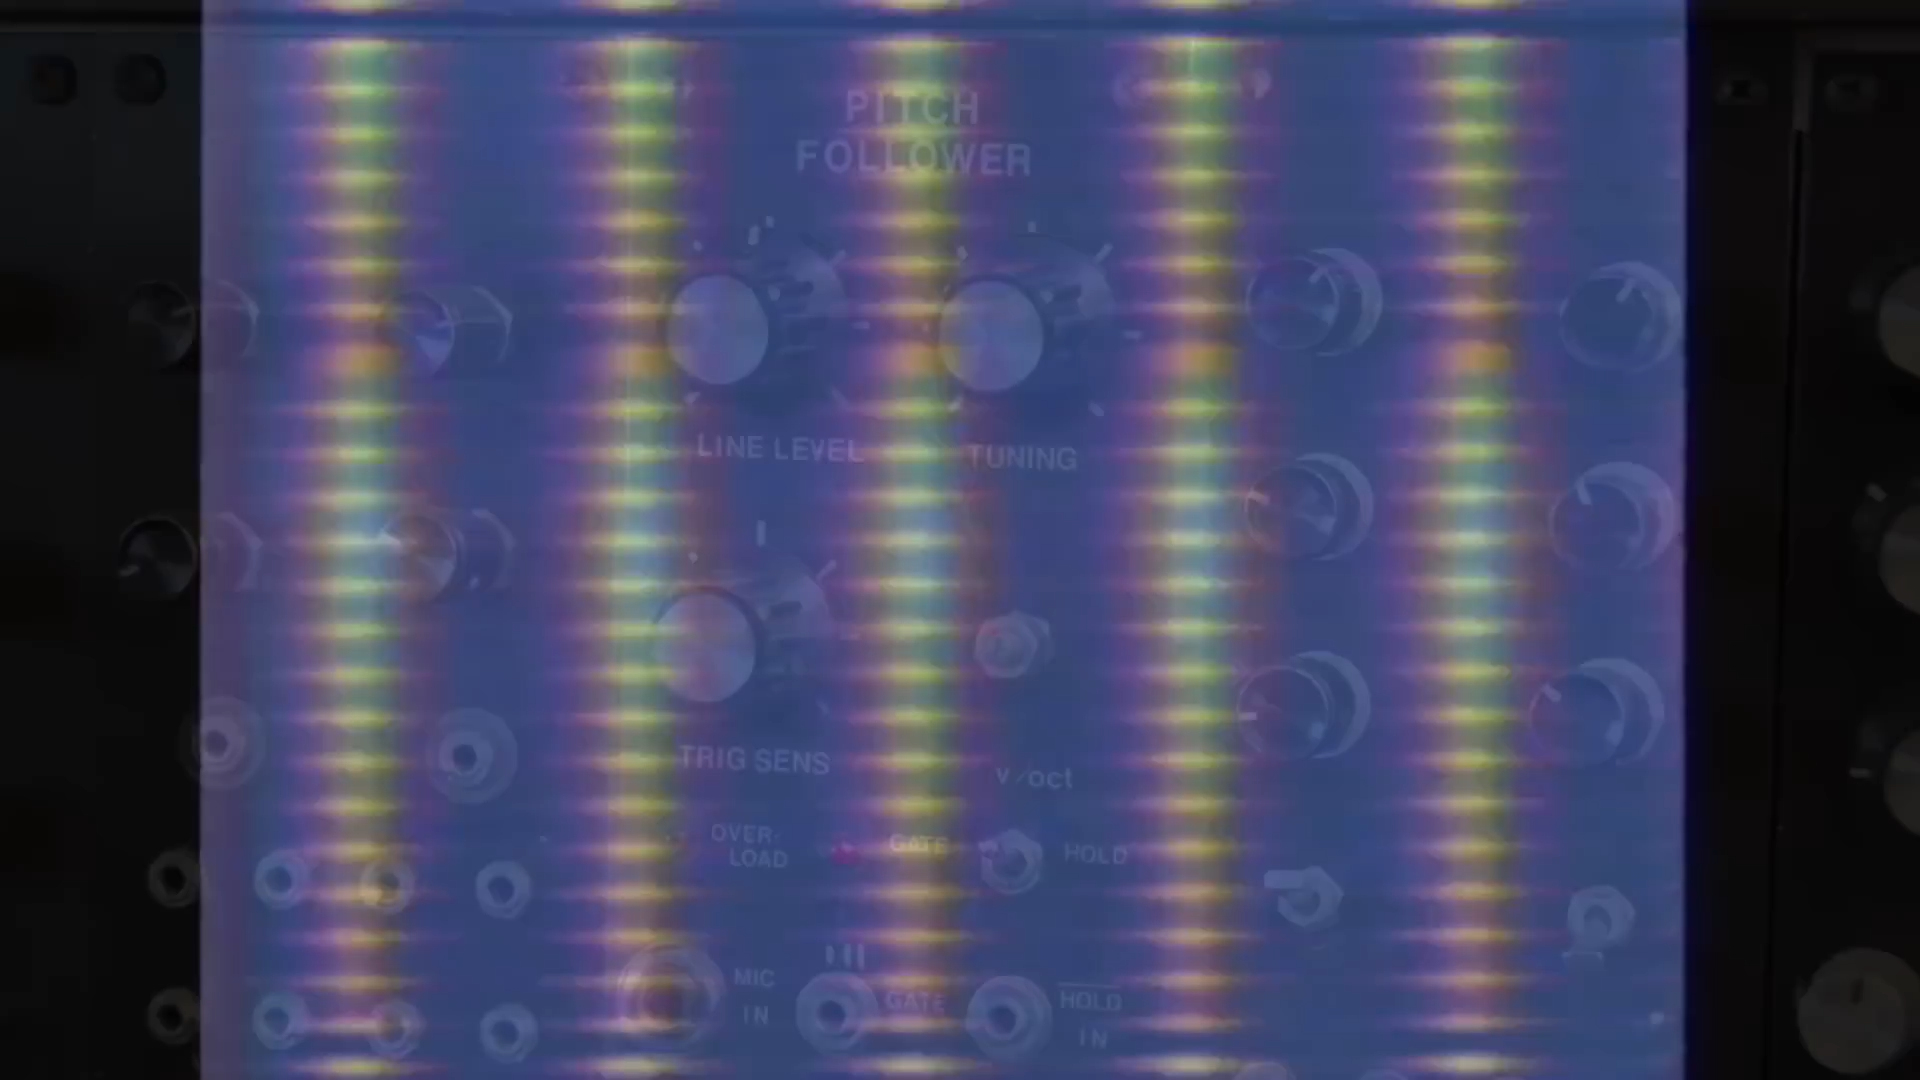 PITCH
FOLLOWER
LINE LEVEL
TUNING
TRIG SENS
v/oct
OVER-
LOAD
GATE
HOLD
MIC
IN
GATE
HOLD
IN